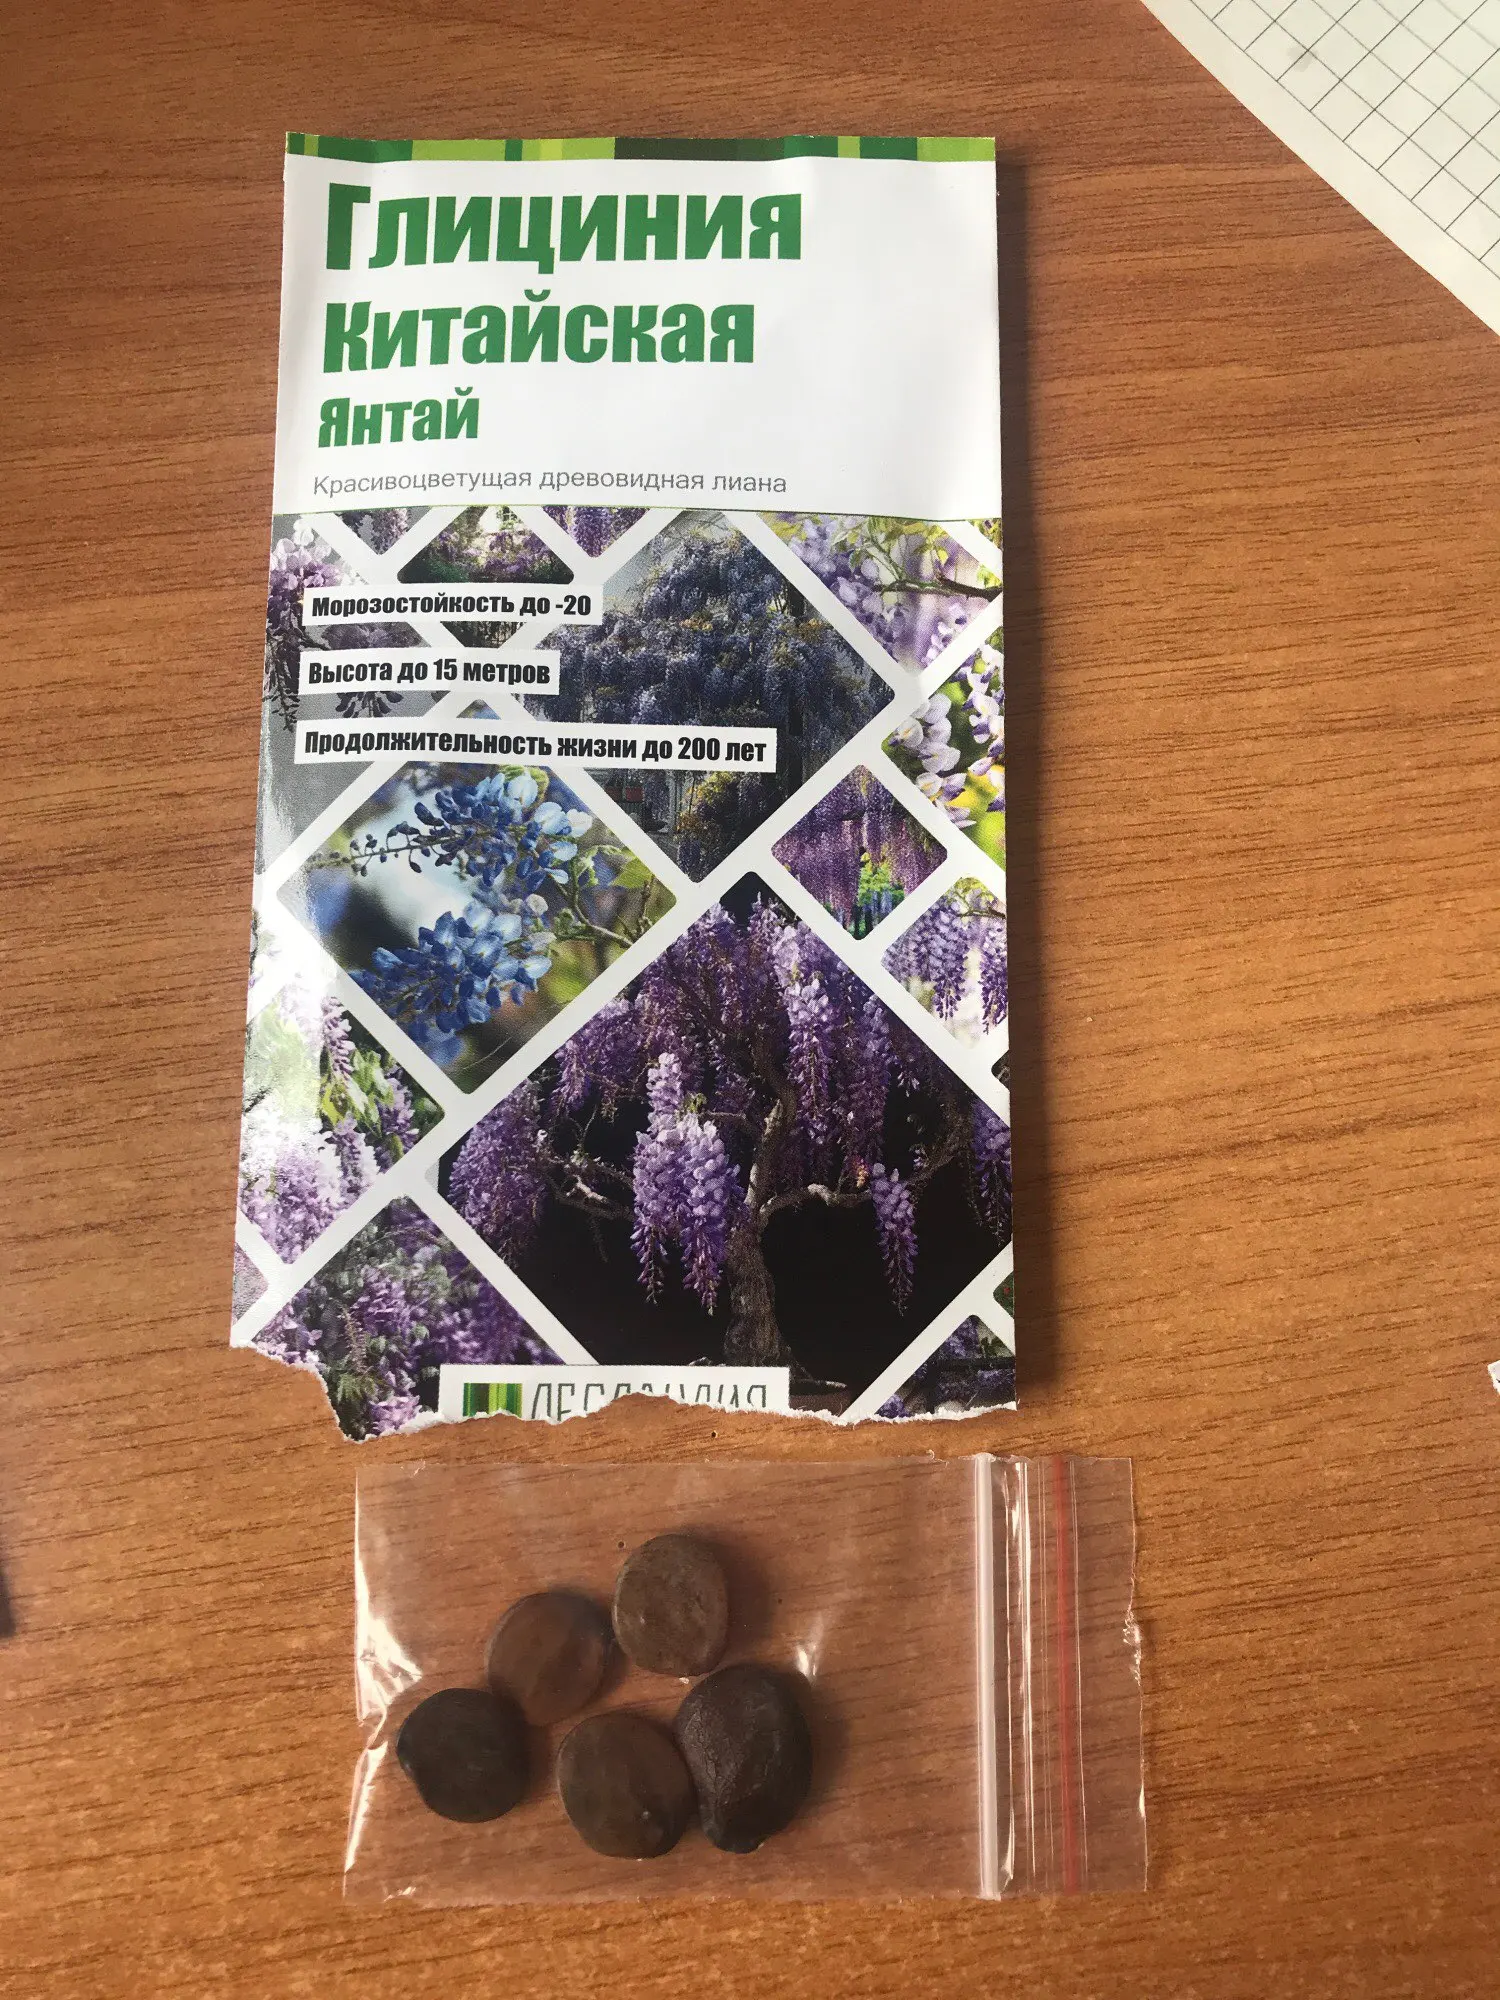 Глициния
Китайская
Янтай
Красивоцветущая древовидная лиана
Морозостойкость до -20
Высота до 15 метров
Продолжительность жизни до 200 лет